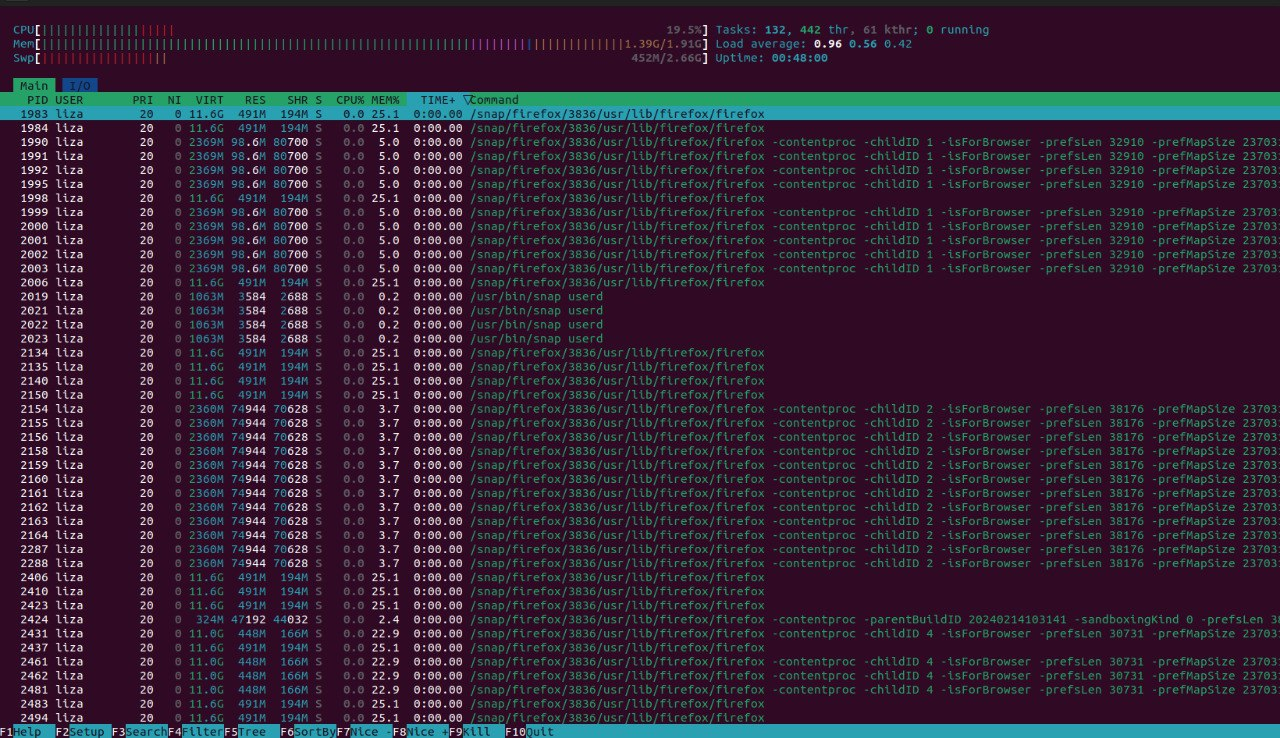 CPU[|||||||||||||||||||                                                                            19.5%] Tasks: 132, 442 thr, 61 kthr; 0 running
Mem[||||||||||||||||||||||||||||||||||||||||||||||||||||||||||||||||||||||||||||||||||||1.39G/1.91G] Load average: 0.96 0.56 0.42
Swp[||||||||||||||||||                                                                        452M/2.66G] Uptime: 00:48:00
Main I/O
PID USER PRI NI VIRT RES SHR S CPU% MEM% TIME+ ▽Command
1983 liza 20 0 11.6G 491M 194M S 0.0 25.1 0:00.00 /snap/firefox/3836/usr/lib/firefox/firefox
1984 liza 20 0 11.6G 491M 194M S 0.0 25.1 0:00.00 /snap/firefox/3836/usr/lib/firefox/firefox
1990 liza 20 0 2369M 98.6M 80700 S 0.0 5.0 0:00.00 /snap/firefox/3836/usr/lib/firefox/firefox -contentproc -childID 1 -isForBrowser -prefsLen 32910 -prefMapSize 23703
1991 liza 20 0 2369M 98.6M 80700 S 0.0 5.0 0:00.00 /snap/firefox/3836/usr/lib/firefox/firefox -contentproc -childID 1 -isForBrowser -prefsLen 32910 -prefMapSize 23703
1992 liza 20 0 2369M 98.6M 80700 S 0.0 5.0 0:00.00 /snap/firefox/3836/usr/lib/firefox/firefox -contentproc -childID 1 -isForBrowser -prefsLen 32910 -prefMapSize 23703
1995 liza 20 0 2369M 98.6M 80700 S 0.0 5.0 0:00.00 /snap/firefox/3836/usr/lib/firefox/firefox -contentproc -childID 1 -isForBrowser -prefsLen 32910 -prefMapSize 23703
1998 liza 20 0 11.6G 491M 194M S 0.0 25.1 0:00.00 /snap/firefox/3836/usr/lib/firefox/firefox
1999 liza 20 0 2369M 98.6M 80700 S 0.0 5.0 0:00.00 /snap/firefox/3836/usr/lib/firefox/firefox -contentproc -childID 1 -isForBrowser -prefsLen 32910 -prefMapSize 23703
2000 liza 20 0 2369M 98.6M 80700 S 0.0 5.0 0:00.00 /snap/firefox/3836/usr/lib/firefox/firefox -contentproc -childID 1 -isForBrowser -prefsLen 32910 -prefMapSize 23703
2001 liza 20 0 2369M 98.6M 80700 S 0.0 5.0 0:00.00 /snap/firefox/3836/usr/lib/firefox/firefox -contentproc -childID 1 -isForBrowser -prefsLen 32910 -prefMapSize 23703
2002 liza 20 0 2369M 98.6M 80700 S 0.0 5.0 0:00.00 /snap/firefox/3836/usr/lib/firefox/firefox -contentproc -childID 1 -isForBrowser -prefsLen 32910 -prefMapSize 23703
2003 liza 20 0 2369M 98.6M 80700 S 0.0 5.0 0:00.00 /snap/firefox/3836/usr/lib/firefox/firefox -contentproc -childID 1 -isForBrowser -prefsLen 32910 -prefMapSize 23703
2006 liza 20 0 11.6G 491M 194M S 0.0 25.1 0:00.00 /snap/firefox/3836/usr/lib/firefox/firefox
2019 liza 20 0 1063M 3584 2688 S 0.0 0.2 0:00.00 /usr/bin/snap userd
2021 liza 20 0 1063M 3584 2688 S 0.0 0.2 0:00.00 /usr/bin/snap userd
2022 liza 20 0 1063M 3584 2688 S 0.0 0.2 0:00.00 /usr/bin/snap userd
2023 liza 20 0 1063M 3584 2688 S 0.0 0.2 0:00.00 /usr/bin/snap userd
2134 liza 20 0 11.6G 491M 194M S 0.0 25.1 0:00.00 /snap/firefox/3836/usr/lib/firefox/firefox
2135 liza 20 0 11.6G 491M 194M S 0.0 25.1 0:00.00 /snap/firefox/3836/usr/lib/firefox/firefox
2140 liza 20 0 11.6G 491M 194M S 0.0 25.1 0:00.00 /snap/firefox/3836/usr/lib/firefox/firefox
2150 liza 20 0 11.6G 491M 194M S 0.0 25.1 0:00.00 /snap/firefox/3836/usr/lib/firefox/firefox
2154 liza 20 0 2360M 74944 70628 S 0.0 3.7 0:00.00 /snap/firefox/3836/usr/lib/firefox/firefox -contentproc -childID 2 -isForBrowser -prefsLen 38176 -prefMapSize 23703
2155 liza 20 0 2360M 74944 70628 S 0.0 3.7 0:00.00 /snap/firefox/3836/usr/lib/firefox/firefox -contentproc -childID 2 -isForBrowser -prefsLen 38176 -prefMapSize 23703
2156 liza 20 0 2360M 74944 70628 S 0.0 3.7 0:00.00 /snap/firefox/3836/usr/lib/firefox/firefox -contentproc -childID 2 -isForBrowser -prefsLen 38176 -prefMapSize 23703
2158 liza 20 0 2360M 74944 70628 S 0.0 3.7 0:00.00 /snap/firefox/3836/usr/lib/firefox/firefox -contentproc -childID 2 -isForBrowser -prefsLen 38176 -prefMapSize 23703
2159 liza 20 0 2360M 74944 70628 S 0.0 3.7 0:00.00 /snap/firefox/3836/usr/lib/firefox/firefox -contentproc -childID 2 -isForBrowser -prefsLen 38176 -prefMapSize 23703
2160 liza 20 0 2360M 74944 70628 S 0.0 3.7 0:00.00 /snap/firefox/3836/usr/lib/firefox/firefox -contentproc -childID 2 -isForBrowser -prefsLen 38176 -prefMapSize 23703
2161 liza 20 0 2360M 74944 70628 S 0.0 3.7 0:00.00 /snap/firefox/3836/usr/lib/firefox/firefox -contentproc -childID 2 -isForBrowser -prefsLen 38176 -prefMapSize 23703
2162 liza 20 0 2360M 74944 70628 S 0.0 3.7 0:00.00 /snap/firefox/3836/usr/lib/firefox/firefox -contentproc -childID 2 -isForBrowser -prefsLen 38176 -prefMapSize 23703
2163 liza 20 0 2360M 74944 70628 S 0.0 3.7 0:00.00 /snap/firefox/3836/usr/lib/firefox/firefox -contentproc -childID 2 -isForBrowser -prefsLen 38176 -prefMapSize 23703
2164 liza 20 0 2360M 74944 70628 S 0.0 3.7 0:00.00 /snap/firefox/3836/usr/lib/firefox/firefox -contentproc -childID 2 -isForBrowser -prefsLen 38176 -prefMapSize 23703
2287 liza 20 0 2360M 74944 70628 S 0.0 3.7 0:00.00 /snap/firefox/3836/usr/lib/firefox/firefox -contentproc -childID 2 -isForBrowser -prefsLen 38176 -prefMapSize 23703
2288 liza 20 0 2360M 74944 70628 S 0.0 3.7 0:00.00 /snap/firefox/3836/usr/lib/firefox/firefox -contentproc -childID 2 -isForBrowser -prefsLen 38176 -prefMapSize 23703
2406 liza 20 0 11.6G 491M 194M S 0.0 25.1 0:00.00 /snap/firefox/3836/usr/lib/firefox/firefox
2410 liza 20 0 11.6G 491M 194M S 0.0 25.1 0:00.00 /snap/firefox/3836/usr/lib/firefox/firefox
2423 liza 20 0 11.6G 491M 194M S 0.0 25.1 0:00.00 /snap/firefox/3836/usr/lib/firefox/firefox
2424 liza 20 0 324M 47192 44032 S 0.0 2.4 0:00.00 /snap/firefox/3836/usr/lib/firefox/firefox -contentproc -parentBuildID 20240214103141 -sandboxingKind 0 -prefsLen 38
2431 liza 20 0 11.0G 448M 166M S 0.0 22.9 0:00.00 /snap/firefox/3836/usr/lib/firefox/firefox -contentproc -childID 4 -isForBrowser -prefsLen 30731 -prefMapSize 23703
2437 liza 20 0 11.6G 491M 194M S 0.0 25.1 0:00.00 /snap/firefox/3836/usr/lib/firefox/firefox
2461 liza 20 0 11.0G 448M 166M S 0.0 22.9 0:00.00 /snap/firefox/3836/usr/lib/firefox/firefox -contentproc -childID 4 -isForBrowser -prefsLen 30731 -prefMapSize 23703
2462 liza 20 0 11.0G 448M 166M S 0.0 22.9 0:00.00 /snap/firefox/3836/usr/lib/firefox/firefox -contentproc -childID 4 -isForBrowser -prefsLen 30731 -prefMapSize 23703
2481 liza 20 0 11.0G 448M 166M S 0.0 22.9 0:00.00 /snap/firefox/3836/usr/lib/firefox/firefox -contentproc -childID 4 -isForBrowser -prefsLen 30731 -prefMapSize 23703
2483 liza 20 0 11.6G 491M 194M S 0.0 25.1 0:00.00 /snap/firefox/3836/usr/lib/firefox/firefox
2494 liza 20 0 11.6G 491M 194M S 0.0 25.1 0:00.00 /snap/firefox/3836/usr/lib/firefox/firefox
F1Help F2Setup F3SearchF4FilterF5Tree F6SortByF7Nice -F8Nice +F9Kill F10Quit